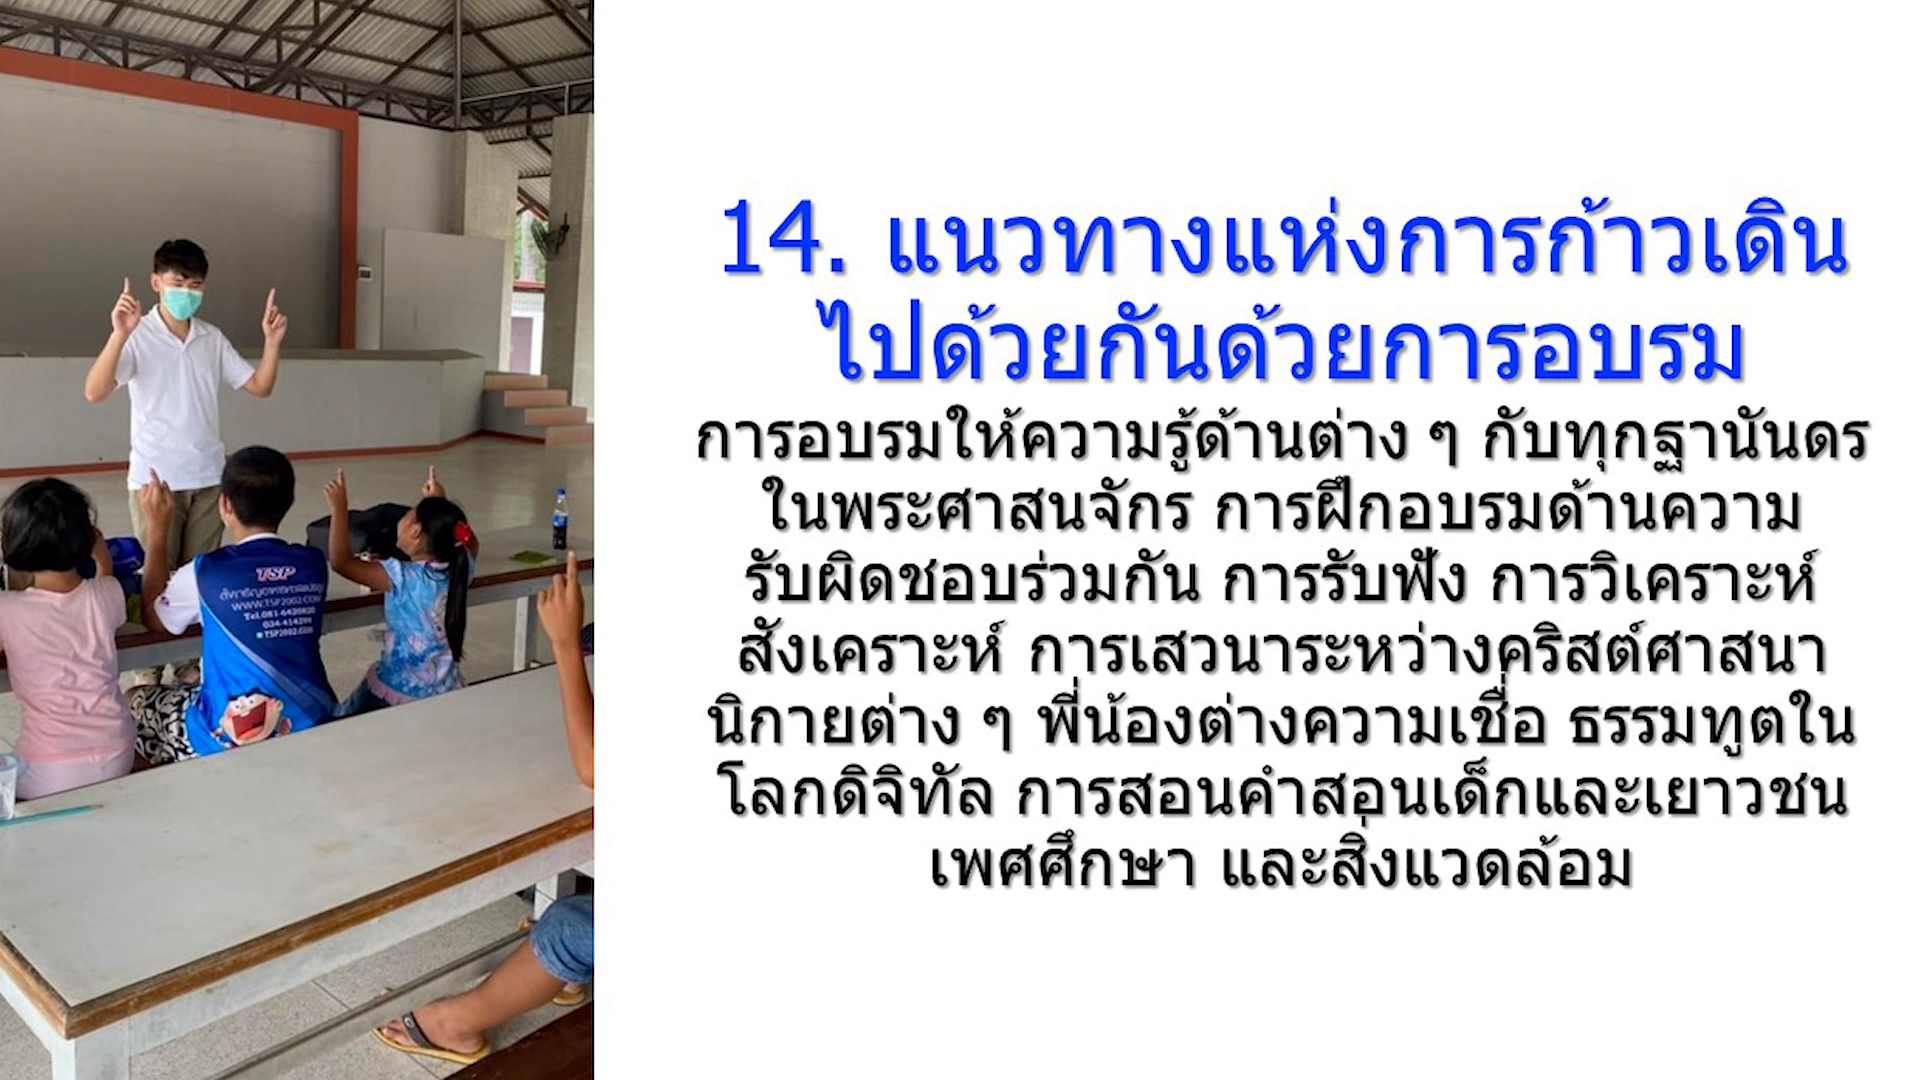 14. แนวทางแห่งการก้าวเดิน
ไปด้วยกันด้วยการอบรม
การอบรมให้ความรู้ด้านต่าง ๆ กับทุกฐานันดร
ในพระศาสนจักร การฝึกอบรมด้านความ
รับผิดชอบร่วมกัน การรับฟัง การวิเคราะห์
สังเคราะห์ การเสวนาระหว่างคริสต์ศาสนา
นิกายต่าง ๆ พี่น้องต่างความเชื่อ ธรรมทูตใน
โลกดิจิทัล การสอนคำสอนเด็กและเยาวชน
เพศศึกษา และสิ่งแวดล้อม
TSP
WWW.TSP2002.COM